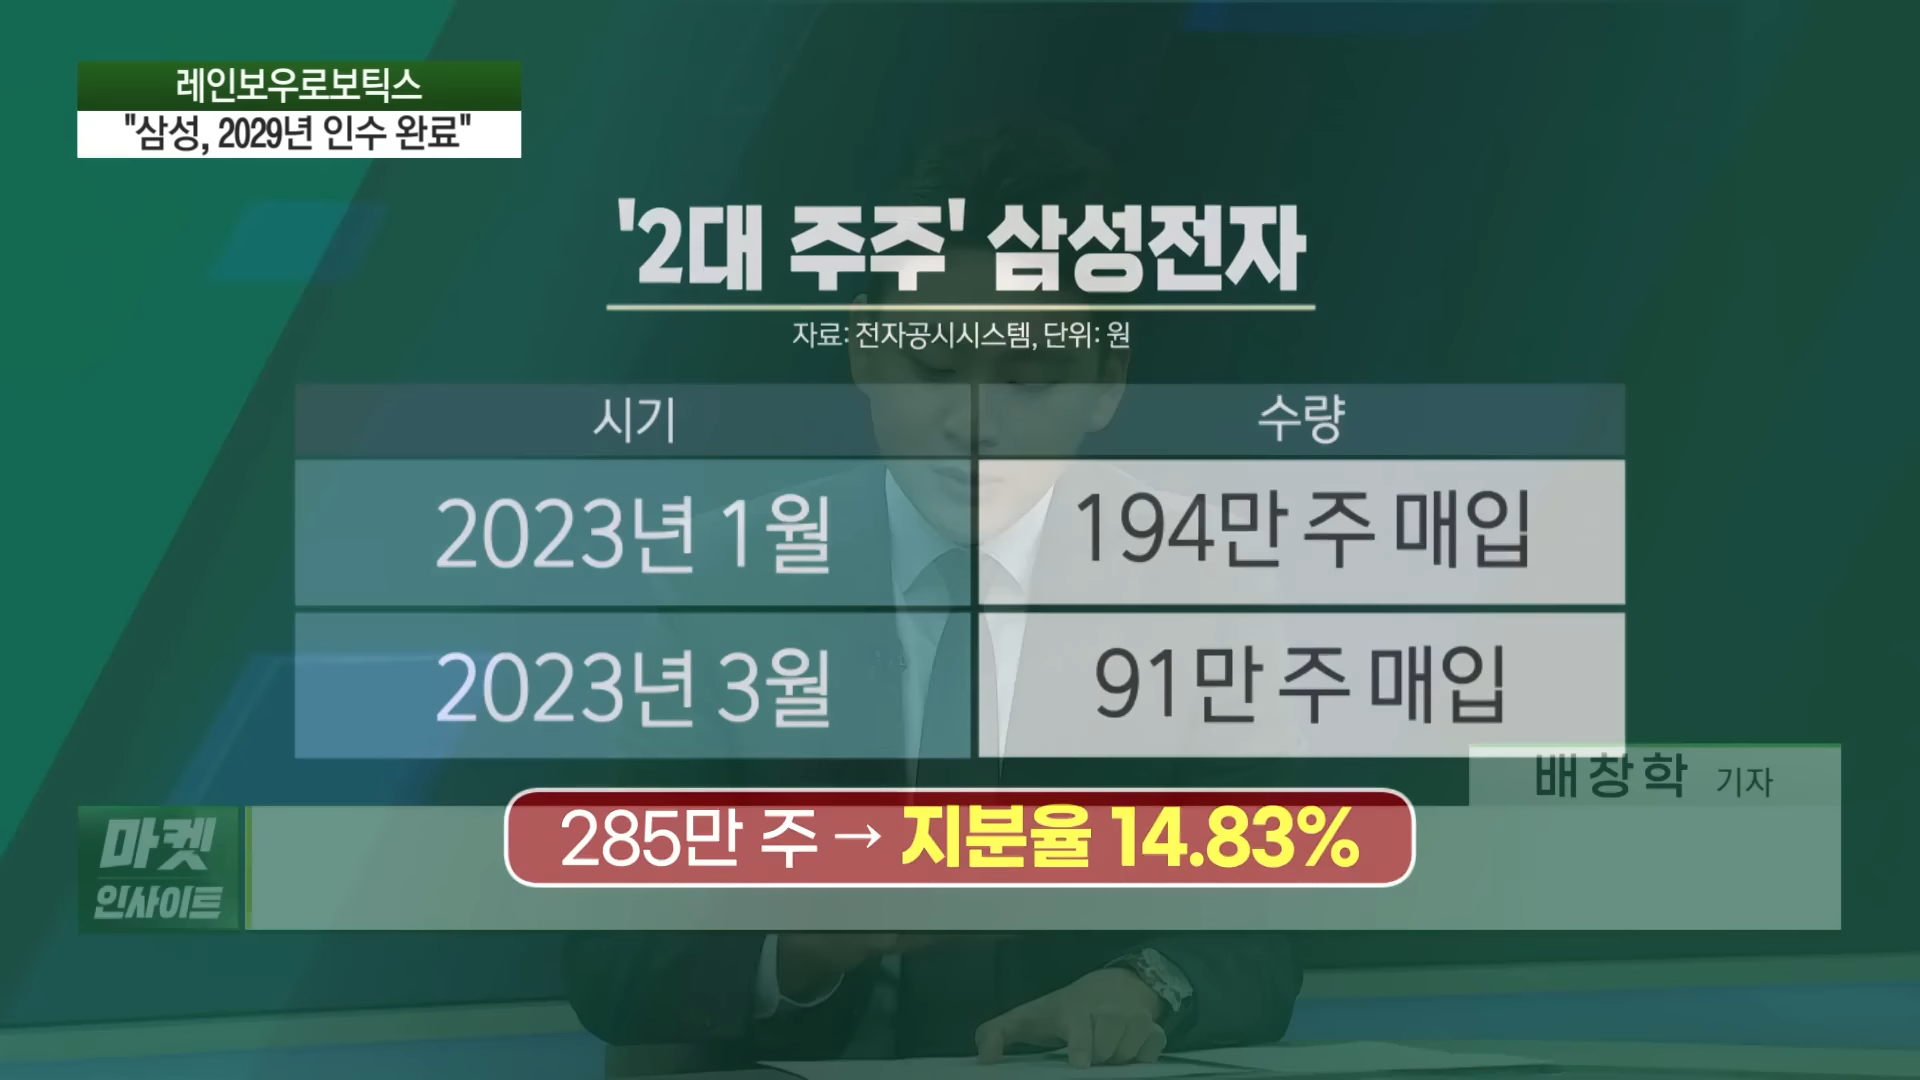 레인보우로보틱스
"삼성, 2029년 인수 완료"
'2대 주주' 삼성전자
자료: 전자공시시스템, 단위: 원
시기 수량
2023년 1월 194만 주 매입
2023년 3월 91만 주 매입
배창학 기자
285만 주 → 지분율 14.83%
마켓
인사이트